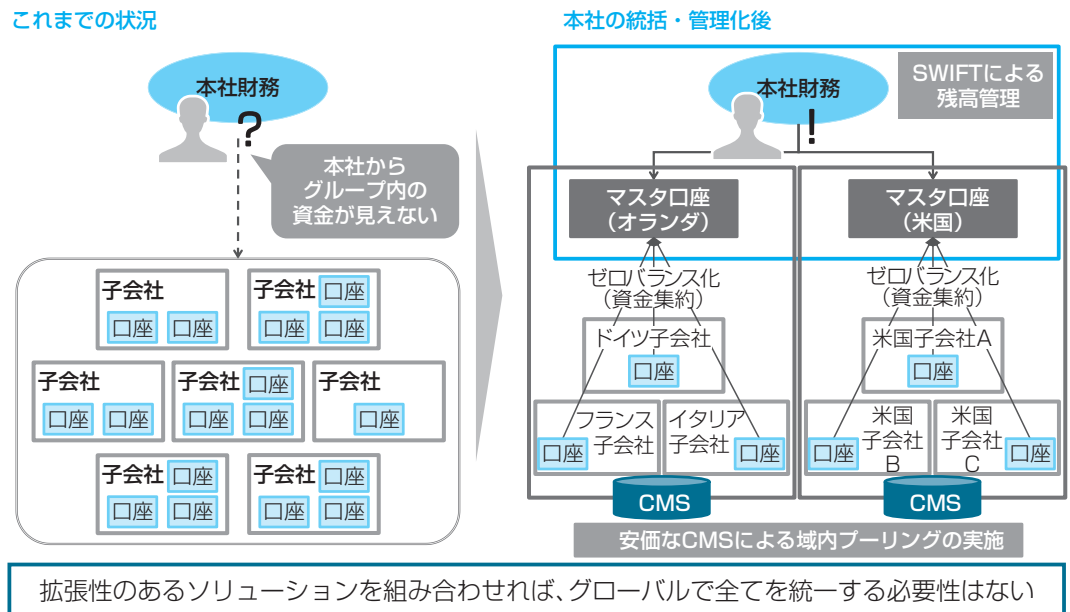 これまでの状況
本社財務
?
本社から
グループ内の
資金が見えない
子会社
口座 口座
子会社 口座
口座 口座
子会社
口座 口座
子会社 口座
口座 口座
子会社
口座
子会社 口座
口座 口座
子会社 口座
口座 口座
本社の統括・管理化後
本社財務
!
SWIFTによる
残高管理
マスタ口座
（オランダ）
マスタ口座
（米国）
ゼロバランス化
（資金集約）
ドイツ子会社
口座
フランス
子会社
口座
イタリア
子会社
口座
CMS
ゼロバランス化
（資金集約）
米国子会社A
口座
米国
子会社
B
口座
米国
子会社
C
口座
CMS
安価なCMSによる域内プーリングの実施
拡張性のあるソリューションを組み合わせれば、グローバルで全てを統一する必要性はない